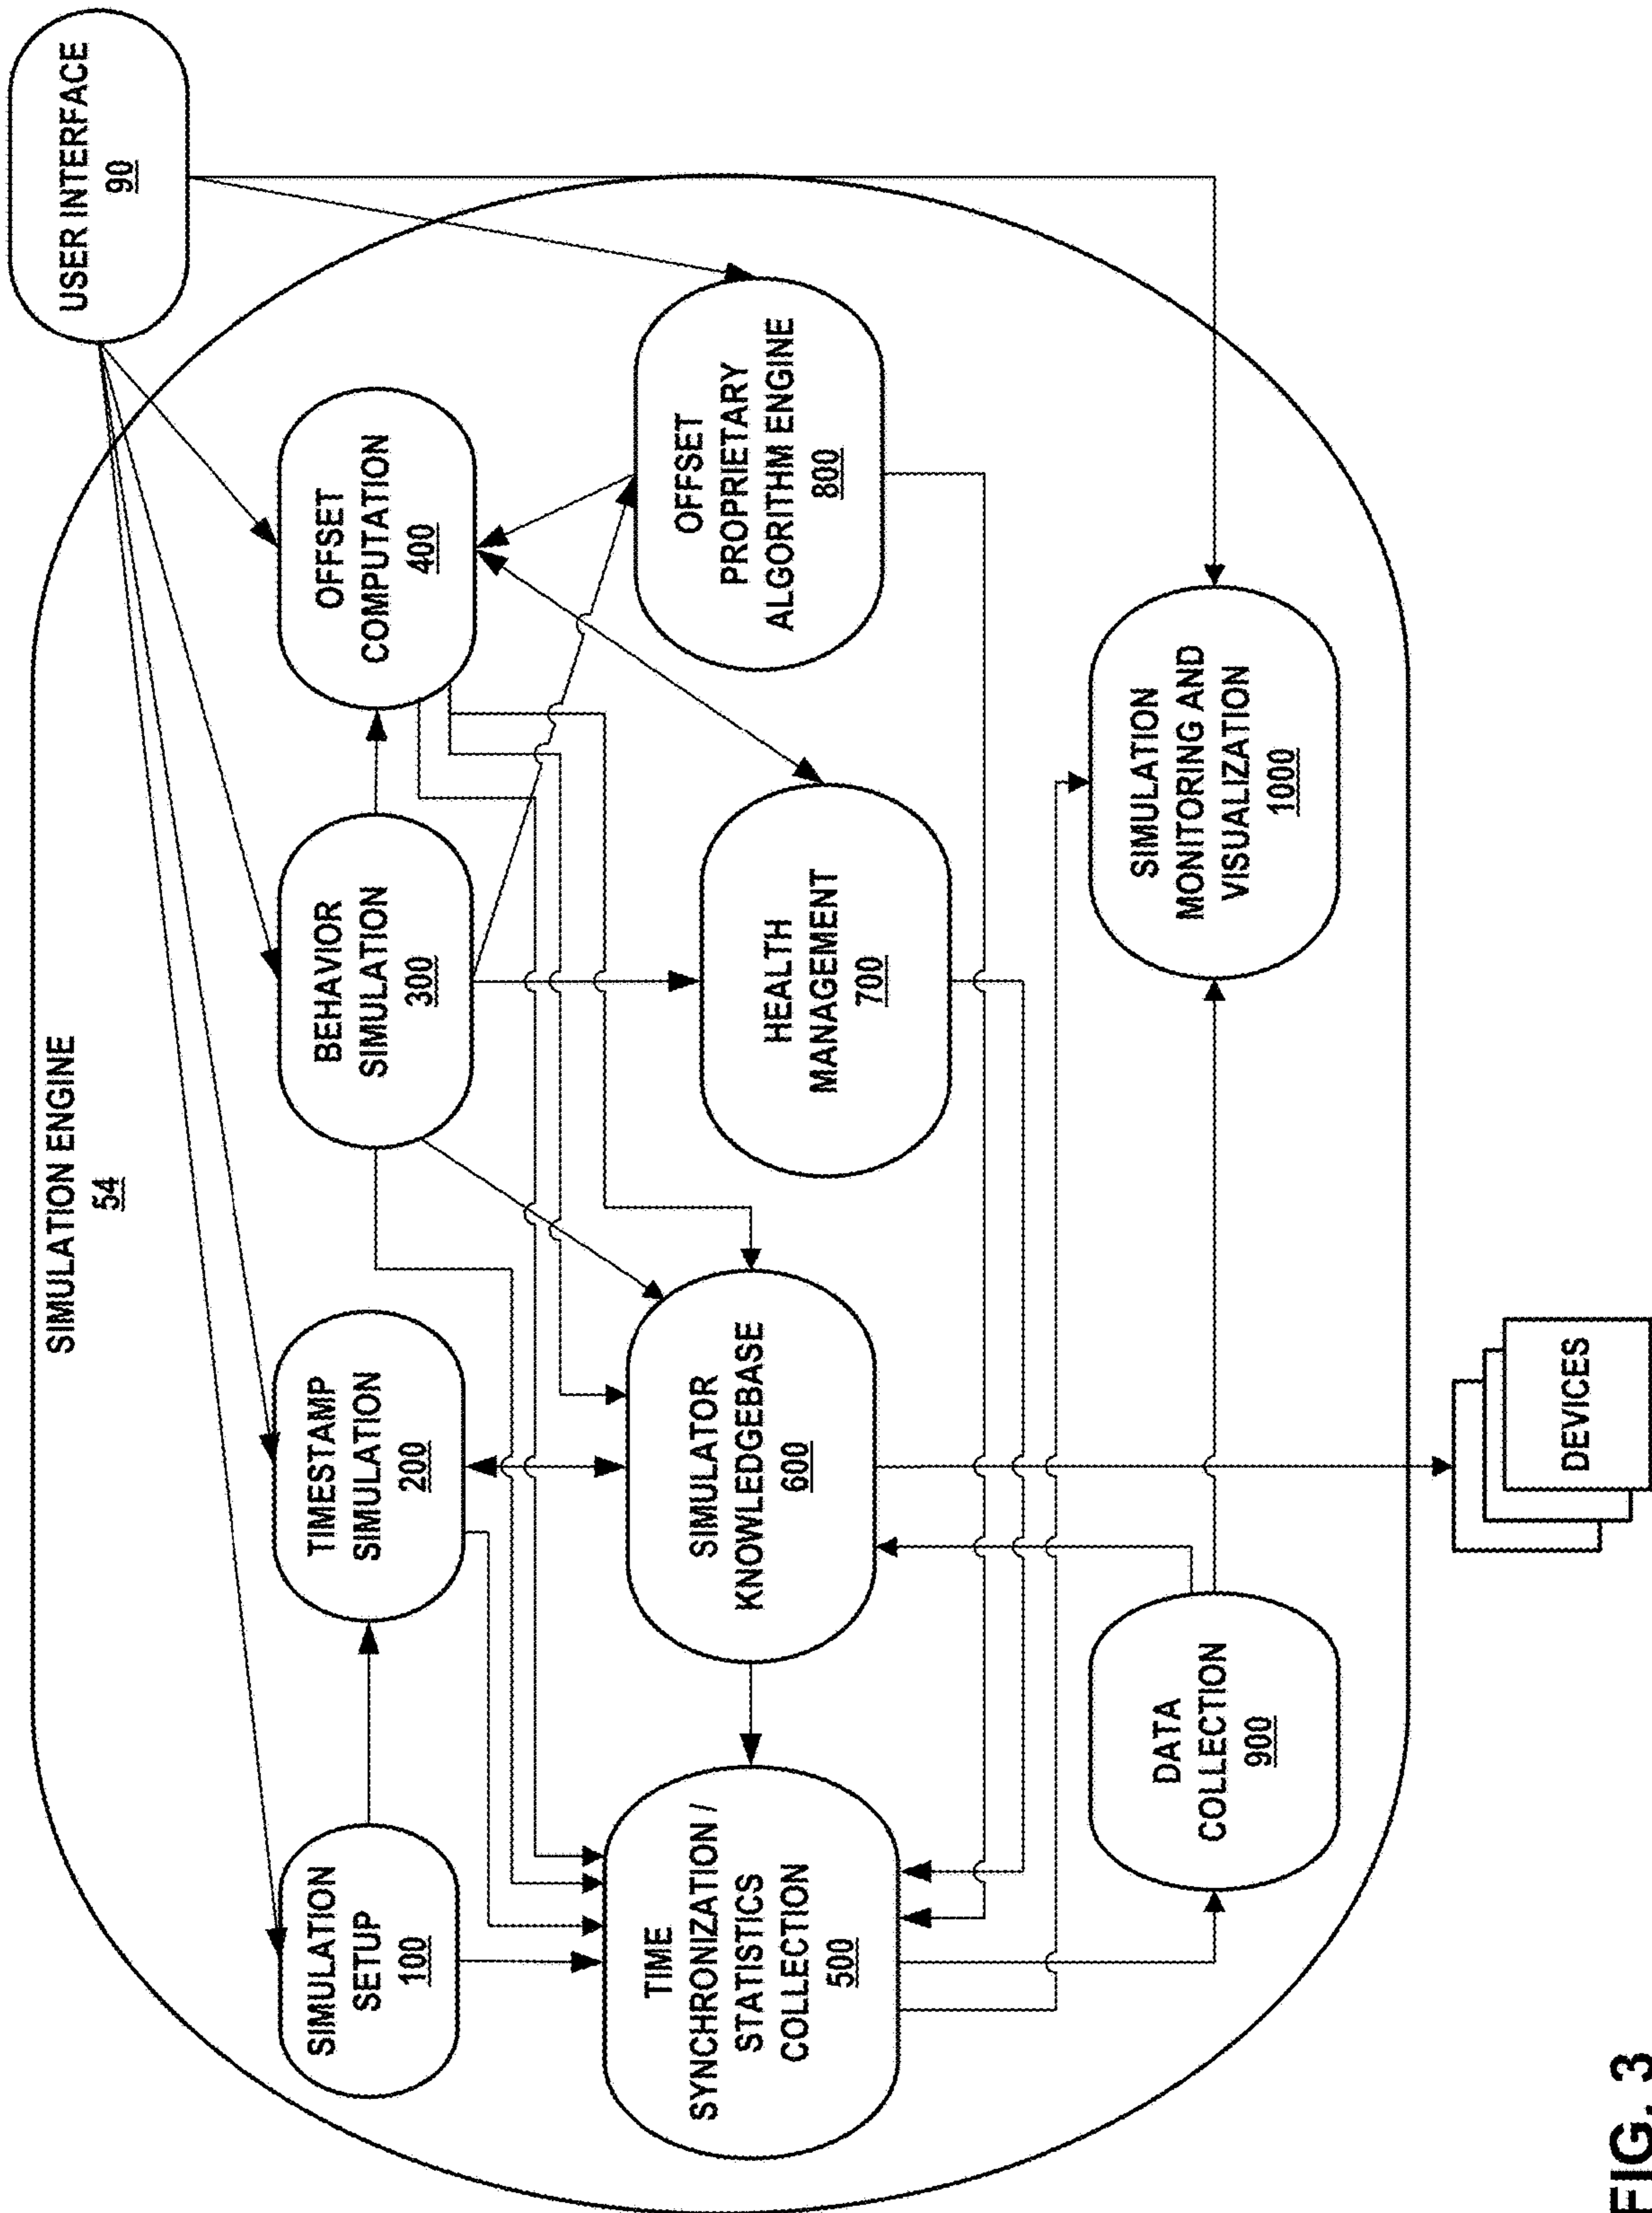 USER INTERFACE
90
SIMULATION ENGINE
54
SIMULATION
SETUP
100
TIMESTAMP
SIMULATION
200
BEHAVIOR
SIMULATION
300
OFFSET
COMPUTATION
400
TIME
SYNCHRONIZATION /
STATISTICS
COLLECTION
500
SIMULATOR
KNOWLEDGEBASE
600
HEALTH
MANAGEMENT
700
OFFSET
PROPRIETARY
ALGORITHM ENGINE
800
DATA
COLLECTION
900
SIMULATION
MONITORING AND
VISUALIZATION
1000
DEVICES
FIG. 3